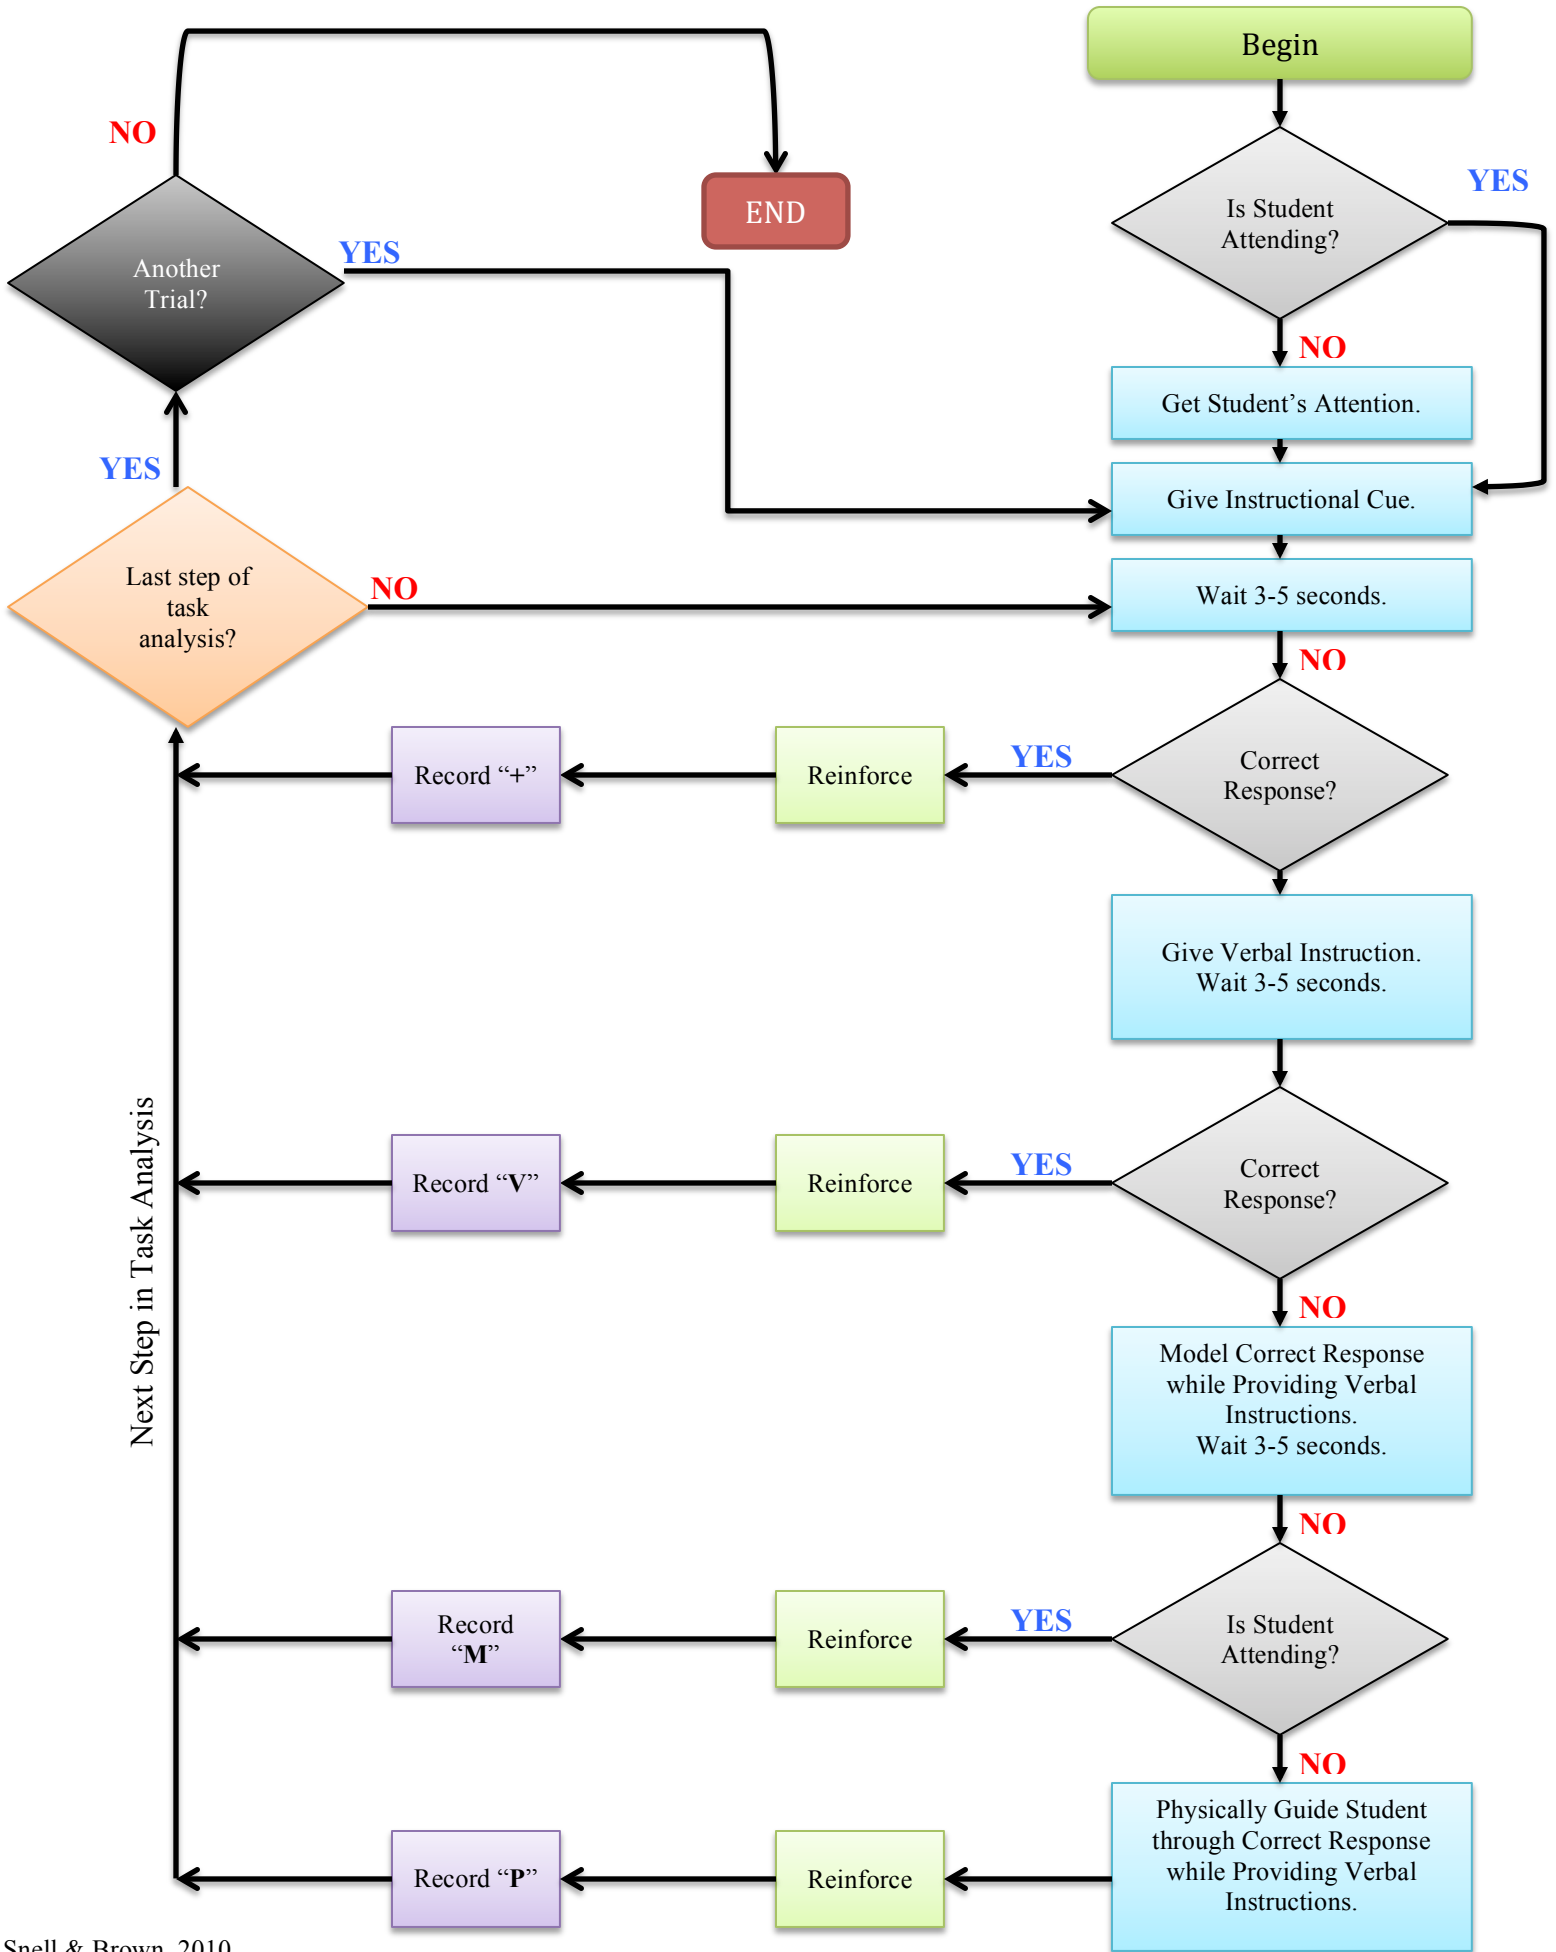 Begin
NO
YES
Is Student
Attending?
END
YES
Another
Trial?
NO
Get Student’s Attention.
YES
Give Instructional Cue.
Last step of
task
analysis?
NO
Wait 3-5 seconds.
NO
Record “+”
Reinforce
YES
Correct
Response?
Give Verbal Instruction.
Wait 3-5 seconds.
Next Step in Task Analysis
Record “V”
Reinforce
YES
Correct
Response?
NO
Model Correct Response
while Providing Verbal
Instructions.
Wait 3-5 seconds.
NO
Record
“M”
Reinforce
YES
Is Student
Attending?
NO
Physically Guide Student
through Correct Response
while Providing Verbal
Instructions.
Record “P”
Reinforce
Snell & Brown, 2010